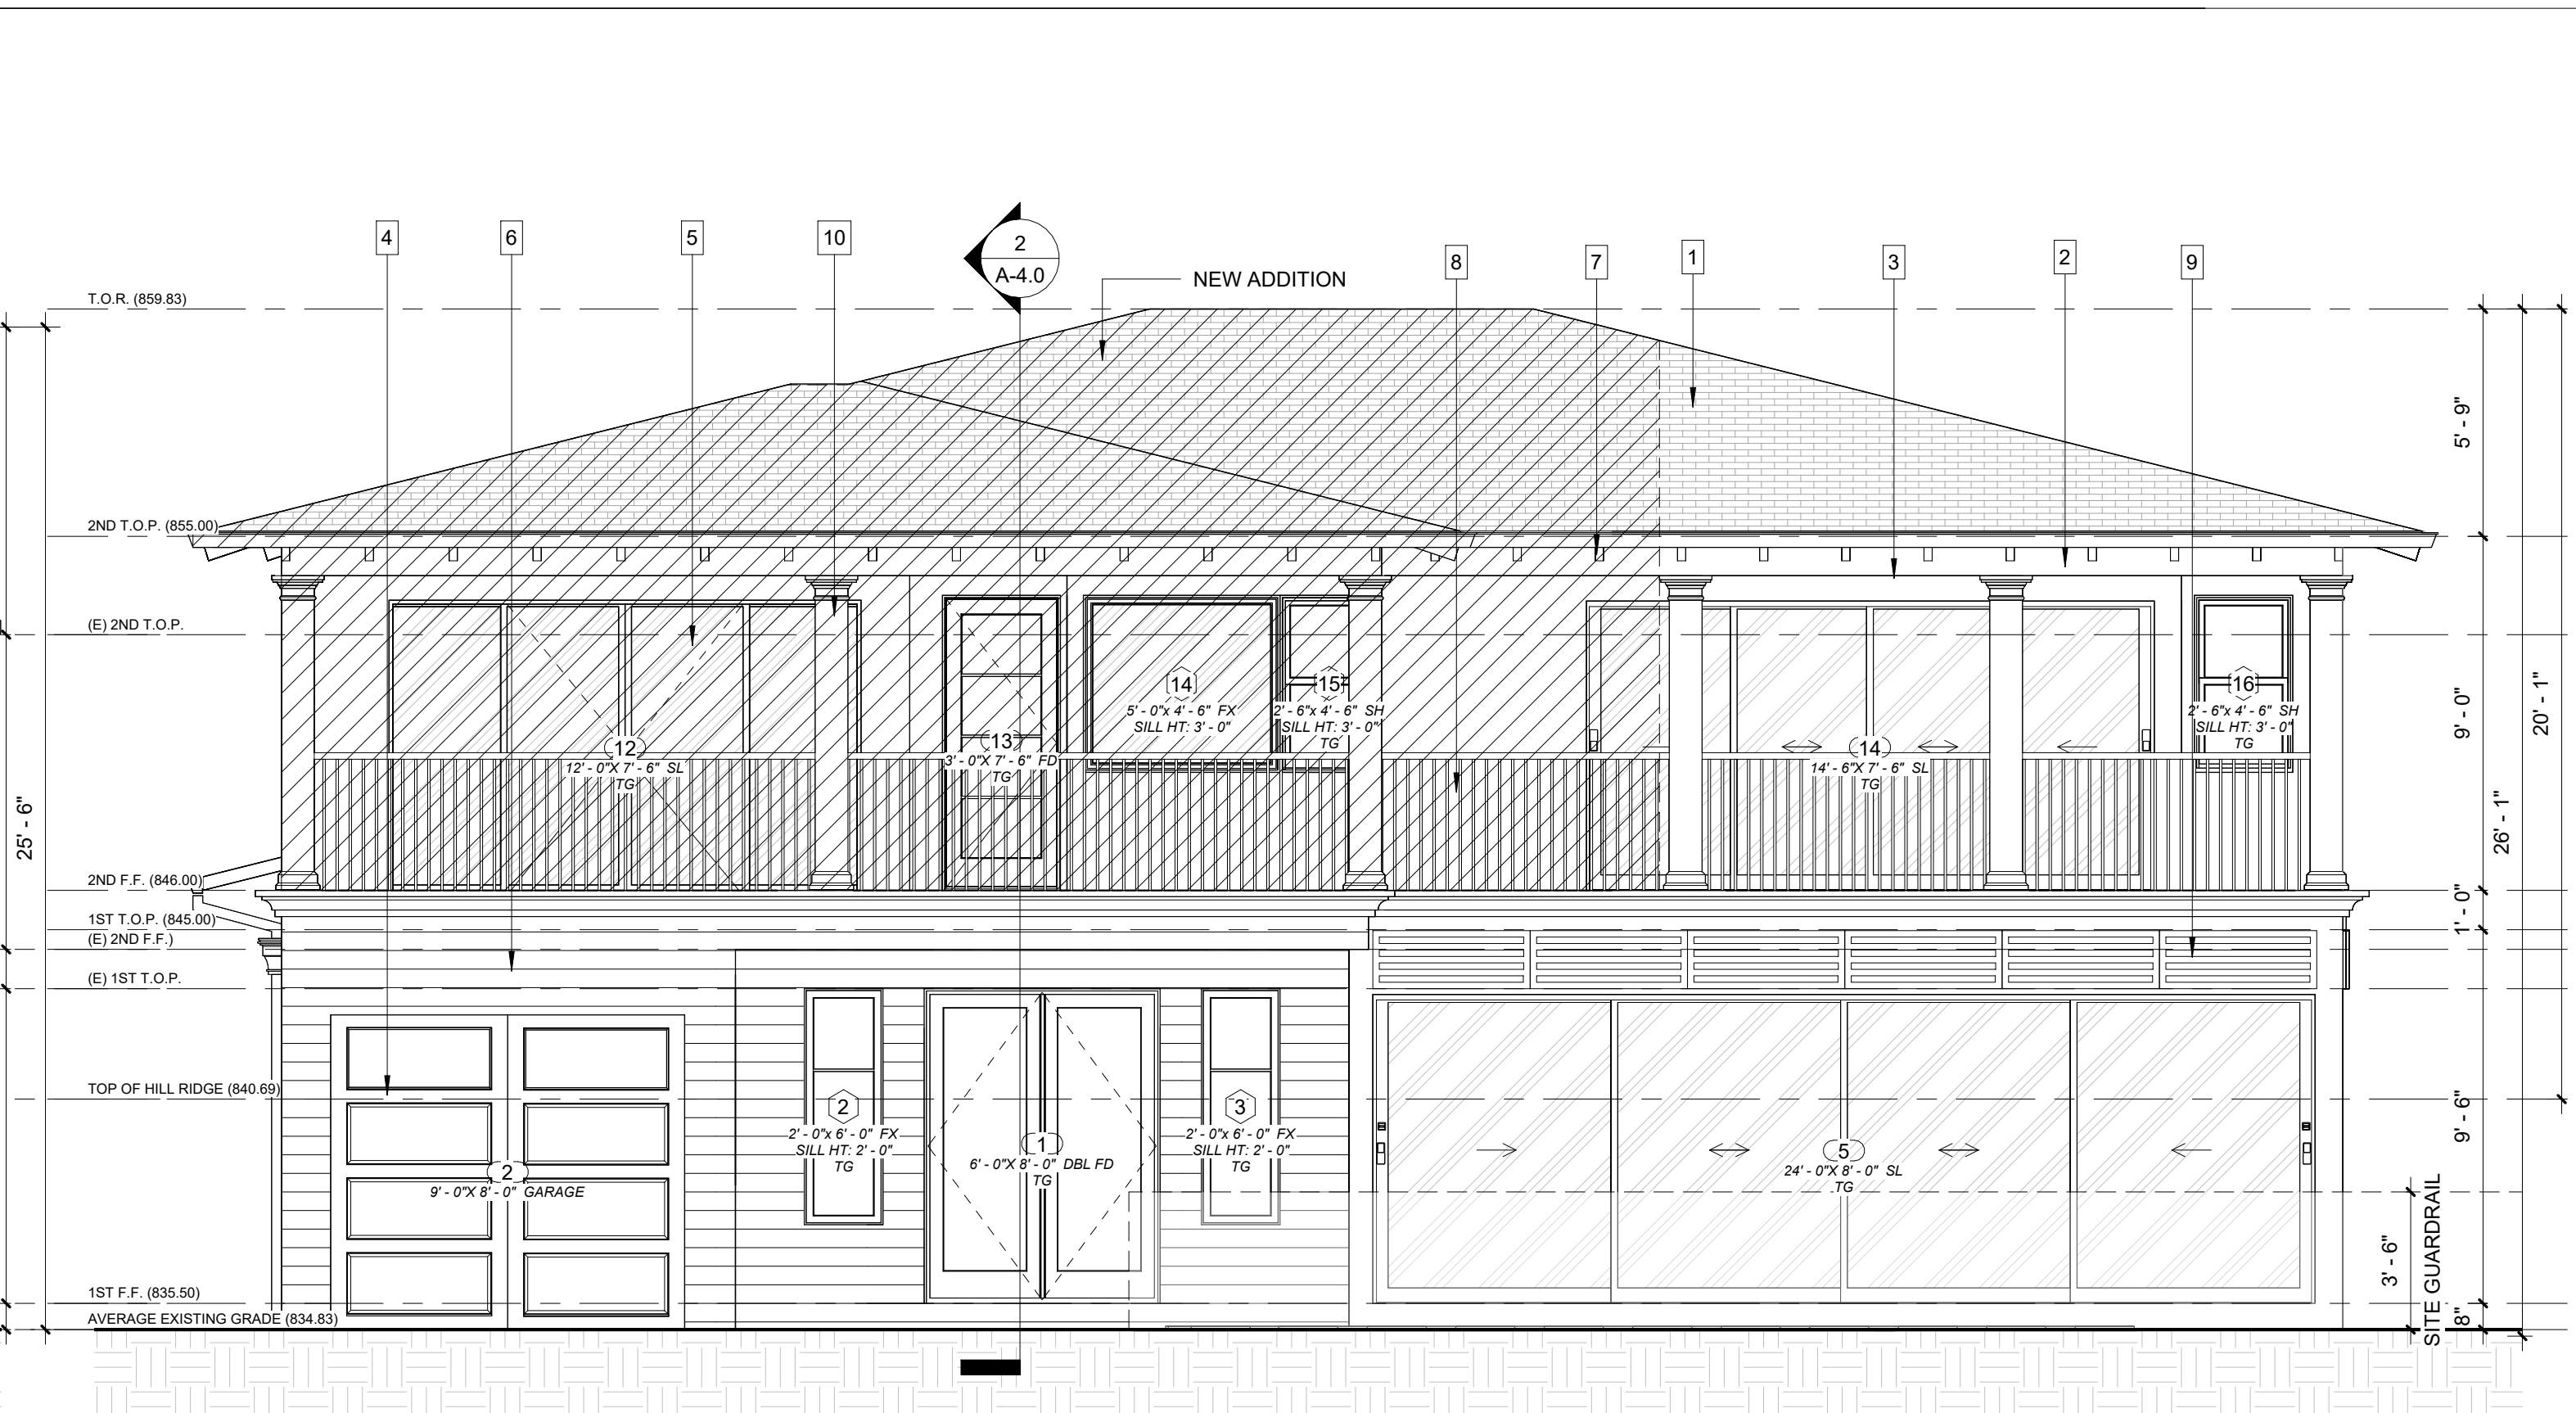 4
6
5
10
2
A-4.0
8
7
1
3
2
9
NEW ADDITION
T.O.R. (859.83)
5' - 9"
2ND T.O.P. (855.00)
(E) 2ND T.O.P.
14
5' - 0"x 4' - 6" FX
SILL HT: 3' - 0"
15
2' - 6"x 4' - 6" SH
SILL HT: 3' - 0"
TG
16
2' - 6"x 4' - 6" SH
SILL HT: 3' - 0"
TG
12
12' - 0"X 7' - 6" SL
TG
13
3' - 0"X 7' - 6" FD
TG
14
14' - 6"X 7' - 6" SL
TG
9' - 0"
20' - 1"
25' - 6"
26' - 1"
2ND F.F. (846.00)
1ST T.O.P. (845.00)
(E) 2ND F.F.)
(E) 1ST T.O.P.
1' - 0"
TOP OF HILL RIDGE (840.69)
2
2' - 0"x 6' - 0" FX
SILL HT: 2' - 0"
TG
3
2' - 0"x 6' - 0" FX
SILL HT: 2' - 0"
TG
1
6' - 0"X 8' - 0" DBL FD
TG
2
9' - 0"X 8' - 0" GARAGE
5
24' - 0"X 8' - 0" SL
TG
9' - 6"
3' - 6"
SITE GUARDRAIL
8"
1ST F.F. (835.50)
AVERAGE EXISTING GRADE (834.83)